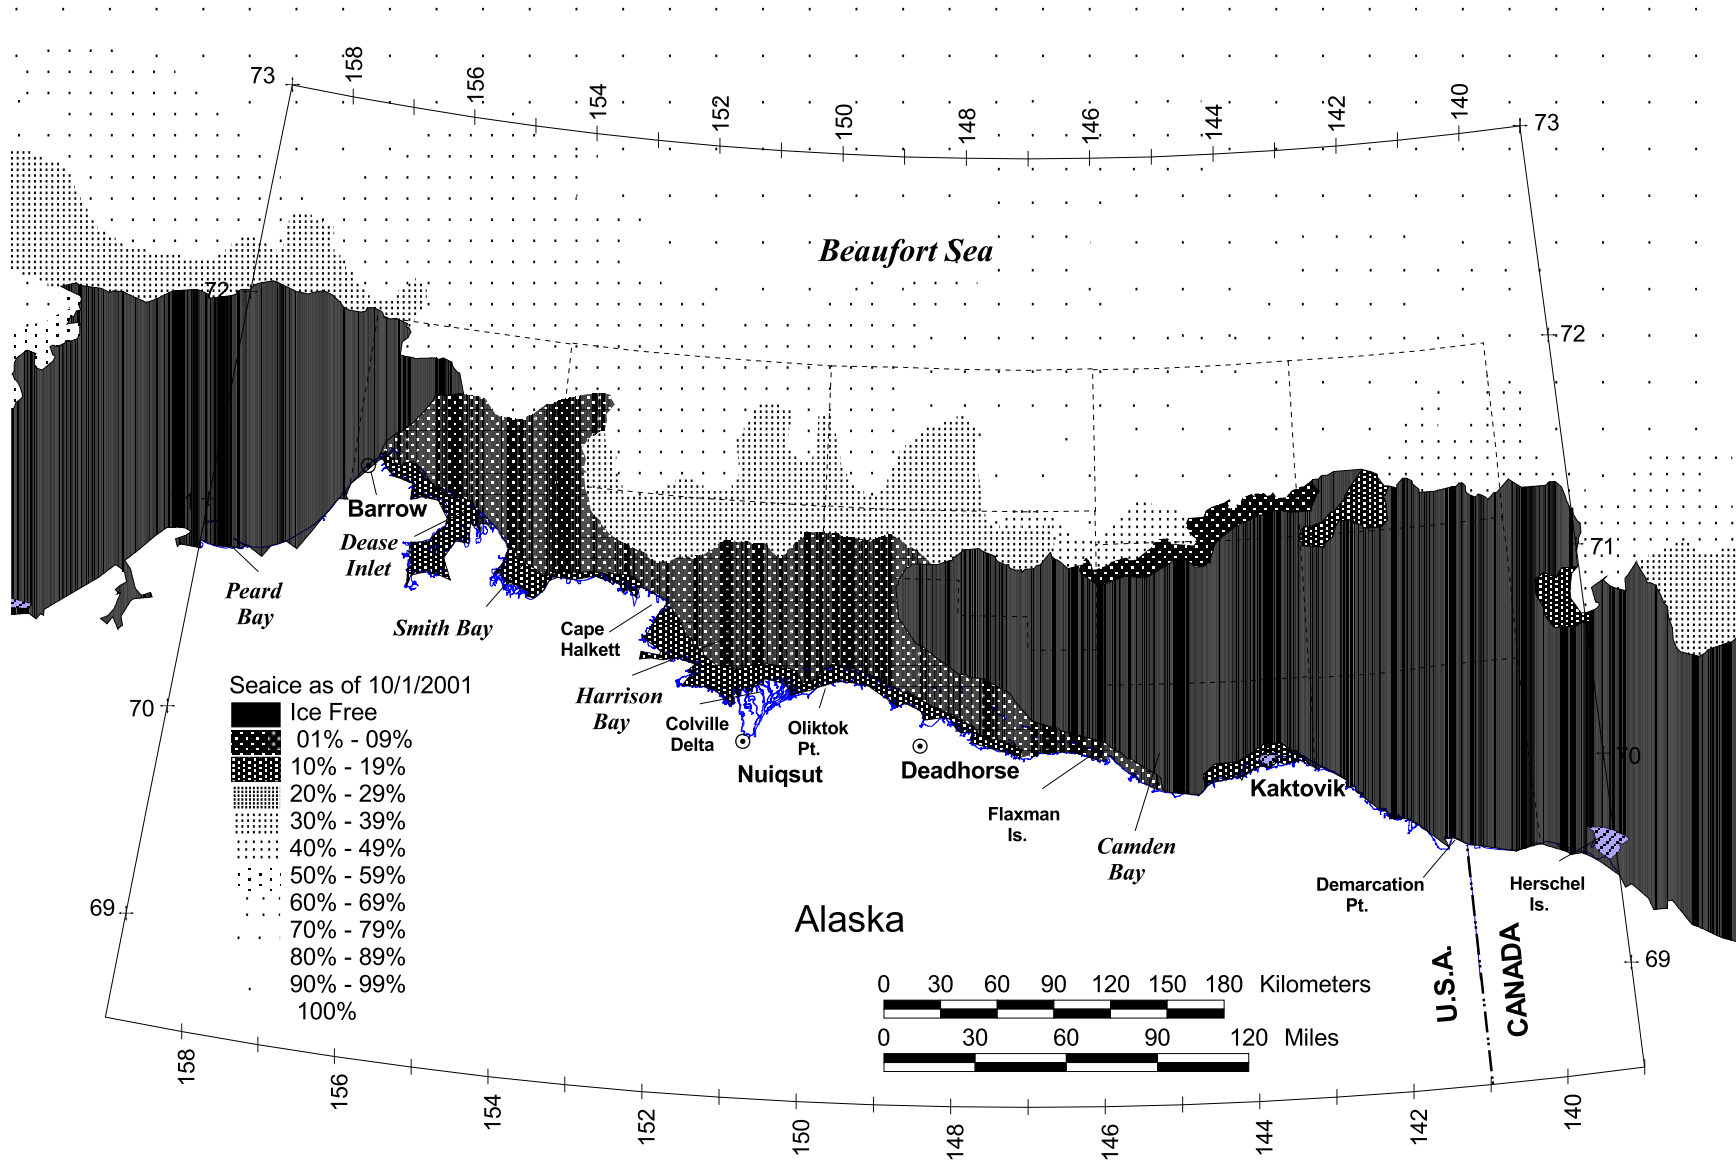 158
156
154
152
150
148
146
144
142
140
73
73
Beaufort Sea
72
72
Barrow
Dease
Inlet
71
Peard
Bay
Smith Bay
Cape
Halkett
Harrison
Bay
Colville
Delta
Oliktok
Pt.
Nuiqsut
Deadhorse
Flaxman
Is.
Camden
Bay
Kaktovik
Demarcation
Pt.
Herschel
Is.
70
70
Seaice as of 10/1/2001
Ice Free
01% - 09%
10% - 19%
20% - 29%
30% - 39%
40% - 49%
50% - 59%
60% - 69%
70% - 79%
80% - 89%
90% - 99%
100%
69
69
Alaska
U.S.A.
CANADA
0 30 60 90 120 150 180 Kilometers
0 30 60 90 120 Miles
158
156
154
152
150
148
146
144
142
140